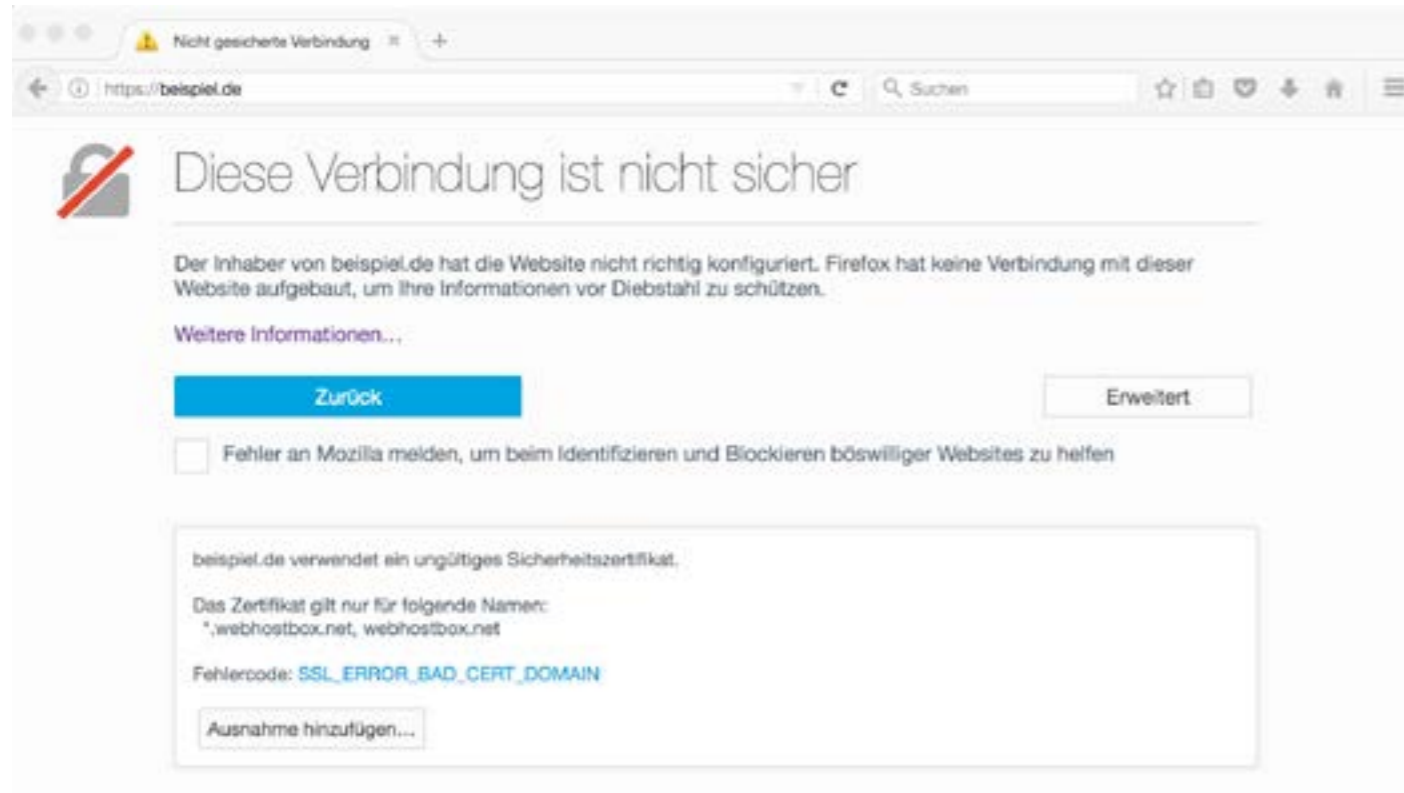 Nicht gesicherte Verbindung
https://beispiel.de
Suchen
Diese Verbindung ist nicht sicher
Der Inhaber von beispiel.de hat die Website nicht richtig konfiguriert. Firefox hat keine Verbindung mit dieser
Website aufgebaut, um Ihre Informationen vor Diebstahl zu schützen.
Weitere Informationen...
Zurück
Erweitert
Fehler an Mozilla melden, um beim Identifizieren und Blockieren böswilliger Websites zu helfen
beispiel.de verwendet ein ungültiges Sicherheitszertifikat.
Das Zertifikat gilt nur für folgende Namen:
*.webhostbox.net, webhostbox.net
Fehlercode: SSL_ERROR_BAD_CERT_DOMAIN
Ausnahme hinzufügen...